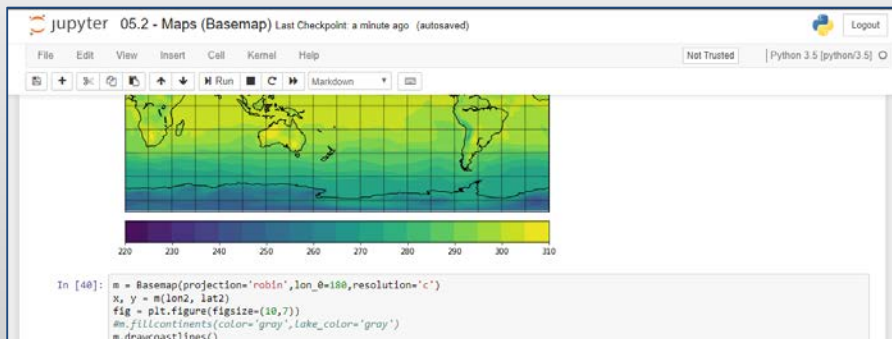 jupyter 05.2 - Maps (Basemap) Last Checkpoint: a minute ago (autosaved) Logout
File Edit View Insert Cell Kernel Help Not Trusted Python 3.5 [python/3.5]
Run Markdown
220 230 240 250 260 270 280 290 300 310
In [40]: m = Basemap(projection='robin',lon_0=180,resolution='c')
x, y = m(lon2, lat2)
fig = plt.figure(figsize=(10,7))
#m.fillcontinents(color='gray',lake_color='gray')
m.drawcoastlines()